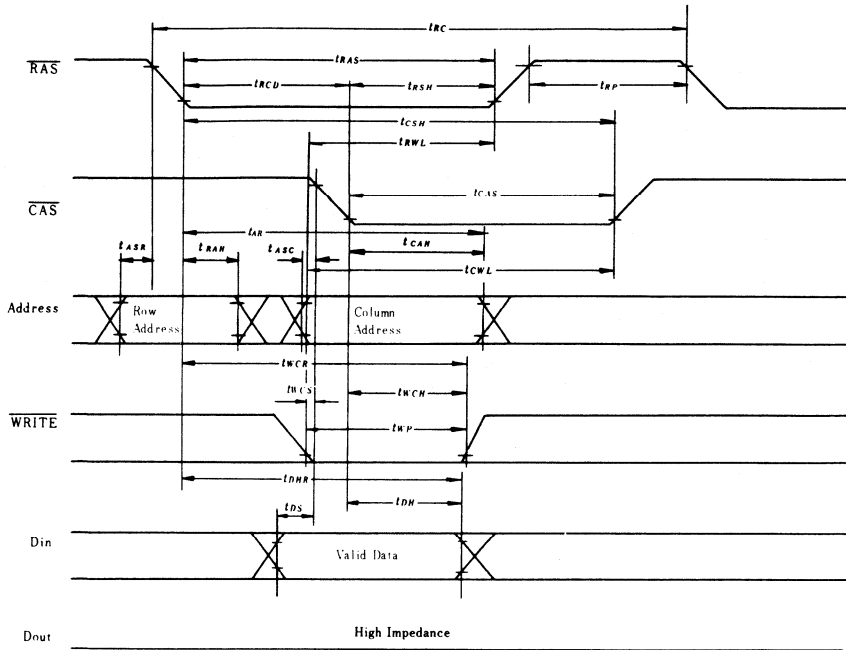 tRC
RAS
tRAS
tRCD
tRSH
tRP
tCSH
tRWL
CAS
tCAS
tAR
tASR
tRAH
tASC
tCAH
tCWL
Address
Row Address
Column Address
tWCR
tWCS
tWCH
WRITE
tWP
tDHR
tDS
tDH
Din
Valid Data
Dout
High Impedance